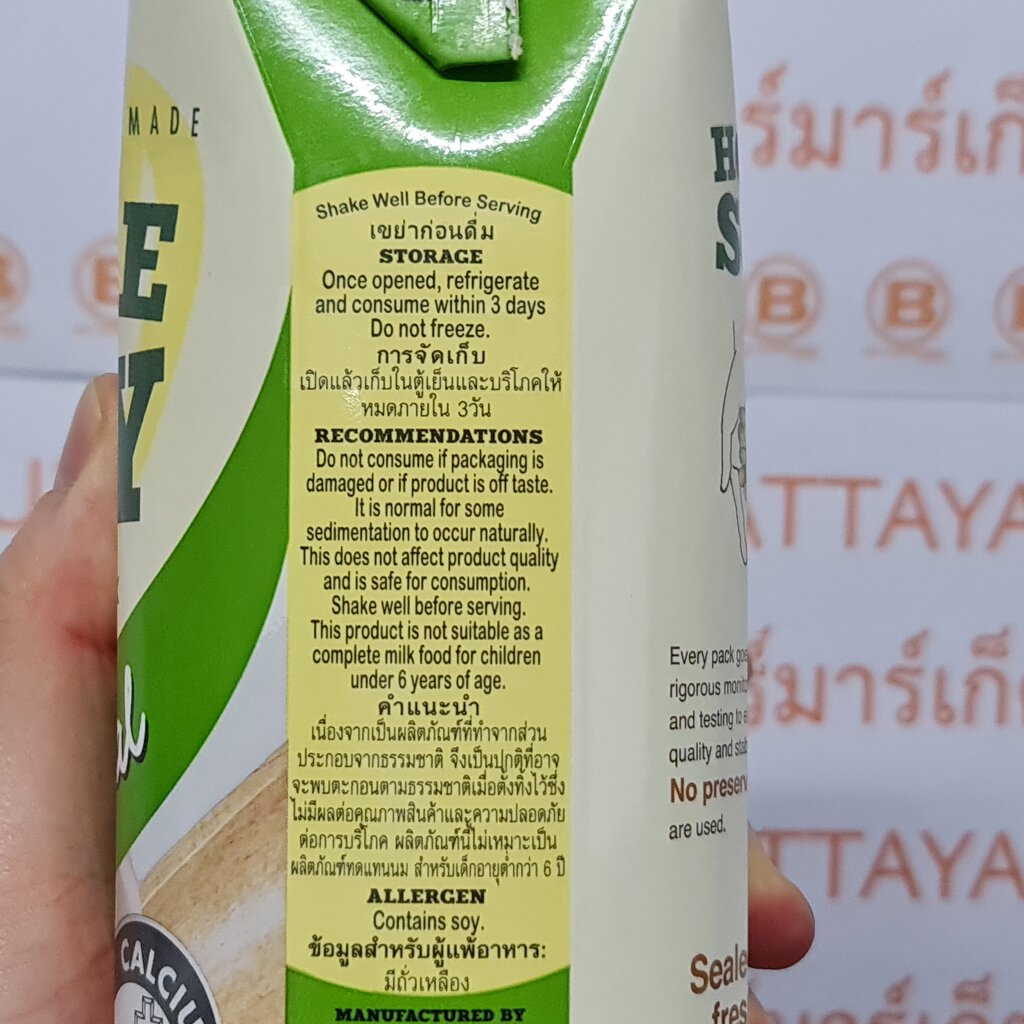 MADE
Shake Well Before Serving
เขย่าก่อนดื่ม
STORAGE
Once opened, refrigerate
and consume within 3 days
Do not freeze.
การจัดเก็บ
เปิดแล้วเก็บในตู้เย็นและบริโภคให้
หมดภายใน 3วัน
RECOMMENDATIONS
Do not consume if packaging is
damaged or if product is off taste.
It is normal for some
sedimentation to occur naturally.
This does not affect product quality
and is safe for consumption.
Shake well before serving.
This product is not suitable as a
complete milk food for children
under 6 years of age.
คำแนะนำ
เนื่องจากเป็นผลิตภัณฑ์ที่ทำจากส่วน
ประกอบจากธรรมชาติ จึงเป็นปกติที่อาจ
จะพบตะกอนตามธรรมชาติเมื่อตั้งทิ้งไว้ซึ่ง
ไม่มีผลต่อคุณภาพสินค้าและความปลอดภัย
ต่อการบริโภค ผลิตภัณฑ์นี้ไม่เหมาะเป็น
ผลิตภัณฑ์ทดแทนนม สำหรับเด็กอายุต่ำกว่า 6 ปี
ALLERGEN
Contains soy.
ข้อมูลสำหรับผู้แพ้อาหาร:
มีถั่วเหลือง
MANUFACTURED BY
CALCIU
Every pack goe
rigorous monito
and testing to e
quality and stab
No preserv
are used.
Seale
fres
B
B
ATTAYA
TTAYA